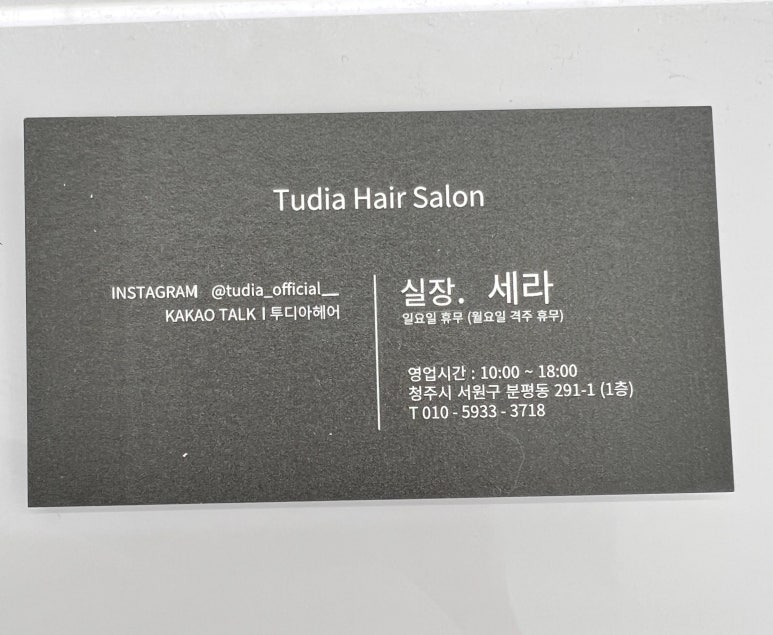 Tudia Hair Salon
INSTAGRAM @tudia_official__
KAKAO TALK I 투디아헤어
실장. 세라
일요일 휴무 (월요일 격주 휴무)
영업시간 : 10:00 ~ 18:00
청주시 서원구 분평동 291-1 (1층)
T 010 - 5933 - 3718